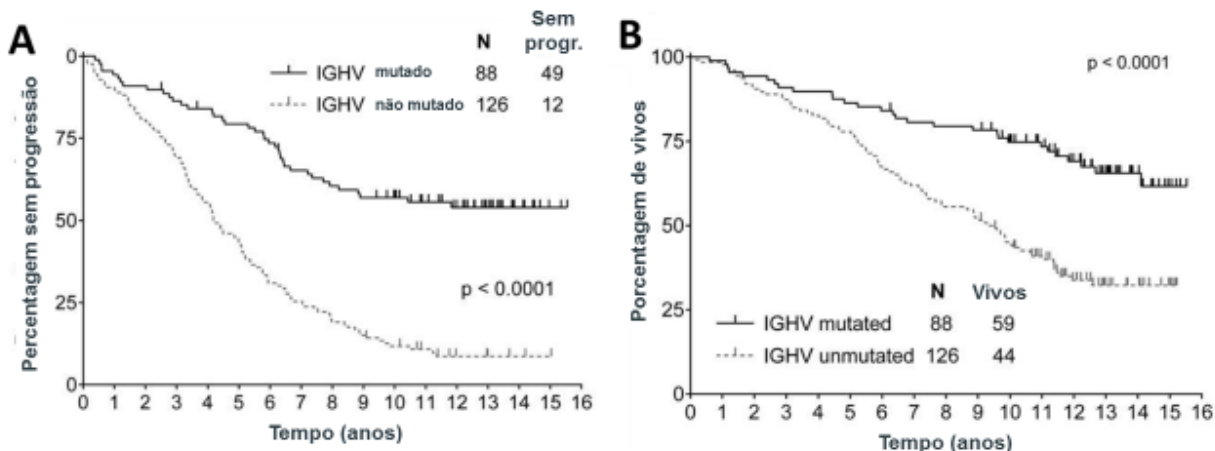 A
Sem
N progr.
IGHV mutado 88 49
IGHV não mutado 126 12
Percentagem sem progressão
0
75
50
25
0
p < 0.0001
0 1 2 3 4 5 6 7 8 9 10 11 12 13 14 15 16
Tempo (anos)
B
p < 0.0001
Porcentagem de vivos
100
75
50
25
0
N Vivos
IGHV mutated 88 59
IGHV unmutated 126 44
0 1 2 3 4 5 6 7 8 9 10 11 12 13 14 15 16
Tempo (anos)